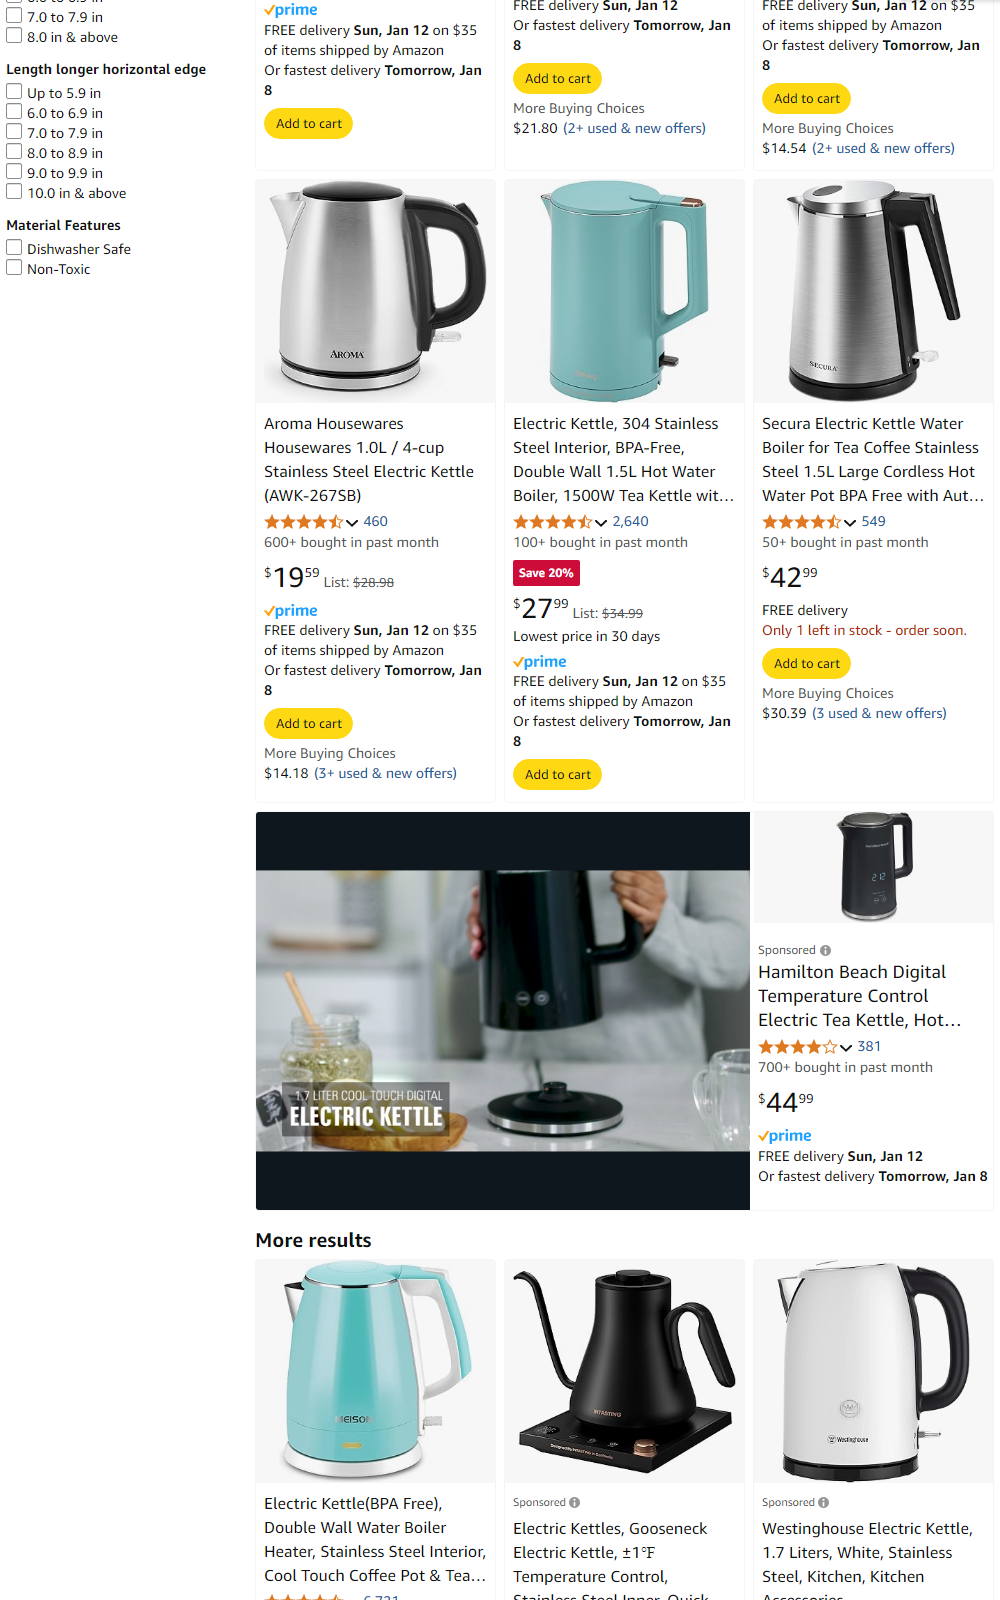 7.0 to 7.9 in
8.0 in & above
Length longer horizontal edge
Up to 5.9 in
6.0 to 6.9 in
7.0 to 7.9 in
8.0 to 8.9 in
9.0 to 9.9 in
10.0 in & above
Material Features
Dishwasher Safe
Non-Toxic
prime
FREE delivery Sun, Jan 12 on $35
of items shipped by Amazon
Or fastest delivery Tomorrow, Jan
8
Add to cart
FREE delivery Sun, Jan 12
Or fastest delivery Tomorrow, Jan
8
Add to cart
More Buying Choices
$21.80 (2+ used & new offers)
FREE delivery Sun, Jan 12 on $35
of items shipped by Amazon
Or fastest delivery Tomorrow, Jan
8
Add to cart
More Buying Choices
$14.54 (2+ used & new offers)
AROMA
Aroma Housewares
Housewares 1.0L / 4-cup
Stainless Steel Electric Kettle
(AWK-267SB)
460
600+ bought in past month
$19.59 List: $28.98
prime
FREE delivery Sun, Jan 12 on $35
of items shipped by Amazon
Or fastest delivery Tomorrow, Jan
8
Add to cart
More Buying Choices
$14.18 (3+ used & new offers)
Electric Kettle, 304 Stainless
Steel Interior, BPA-Free,
Double Wall 1.5L Hot Water
Boiler, 1500W Tea Kettle wit…
2,640
100+ bought in past month
Save 20%
$27.99 List: $34.99
Lowest price in 30 days
prime
FREE delivery Sun, Jan 12 on $35
of items shipped by Amazon
Or fastest delivery Tomorrow, Jan
8
Add to cart
SECURA
Secura Electric Kettle Water
Boiler for Tea Coffee Stainless
Steel 1.5L Large Cordless Hot
Water Pot BPA Free with Aut…
549
50+ bought in past month
$42.99
FREE delivery
Only 1 left in stock - order soon.
Add to cart
More Buying Choices
$30.39 (3 used & new offers)
1.7 LITER COOL TOUCH DIGITAL
ELECTRIC KETTLE
212
Sponsored
Hamilton Beach Digital
Temperature Control
Electric Tea Kettle, Hot…
381
700+ bought in past month
$44.99
prime
FREE delivery Sun, Jan 12
Or fastest delivery Tomorrow, Jan 8
More results
MEISON
Electric Kettle(BPA Free),
Double Wall Water Boiler
Heater, Stainless Steel Interior,
Cool Touch Coffee Pot & Tea…
INTASTING
Sponsored
Electric Kettles, Gooseneck
Electric Kettle, ±1℉
Temperature Control,
Stainless Steel Inner, Quick
Westinghouse
Sponsored
Westinghouse Electric Kettle,
1.7 Liters, White, Stainless
Steel, Kitchen, Kitchen
Accessories